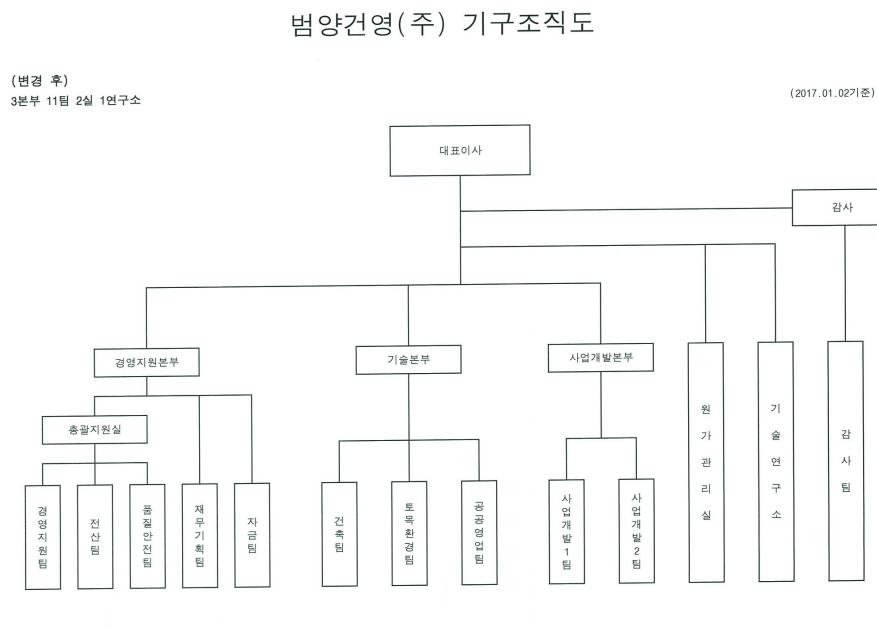 범양건영(주) 기구조직도
(변경 후)
3본부 11팀 2실 1연구소
(2017.01.02기준)
대표이사
감사
경영지원본부
기술본부
사업개발본부
총괄지원실
경영지원팀
전산팀
품질안전팀
재무기획팀
자금팀
건축팀
토목환경팀
공공영업팀
사업개발1팀
사업개발2팀
원가관리실
기술연구소
감사팀